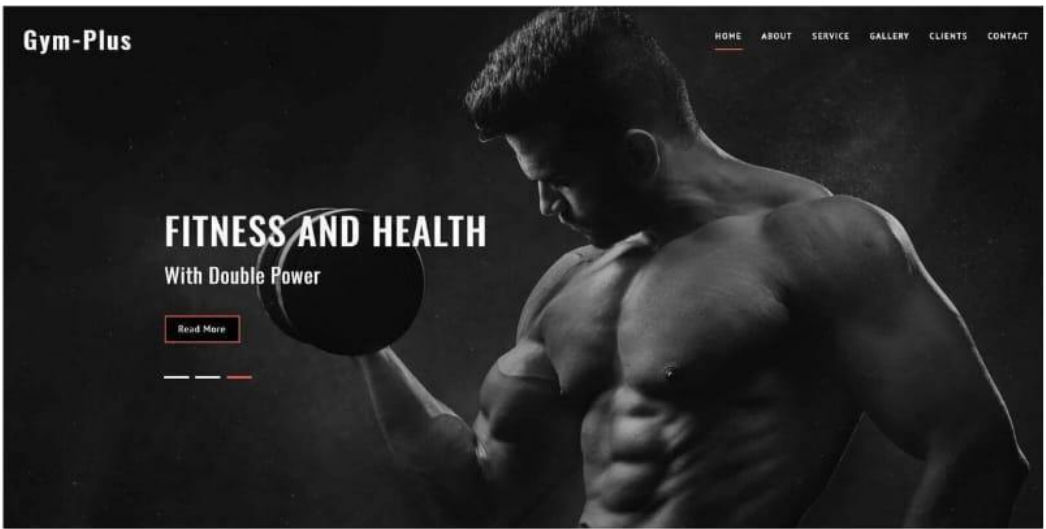 Gym-Plus
HOME ABOUT SERVICE GALLERY CLIENTS CONTACT
FITNESS AND HEALTH
With Double Power
Read More